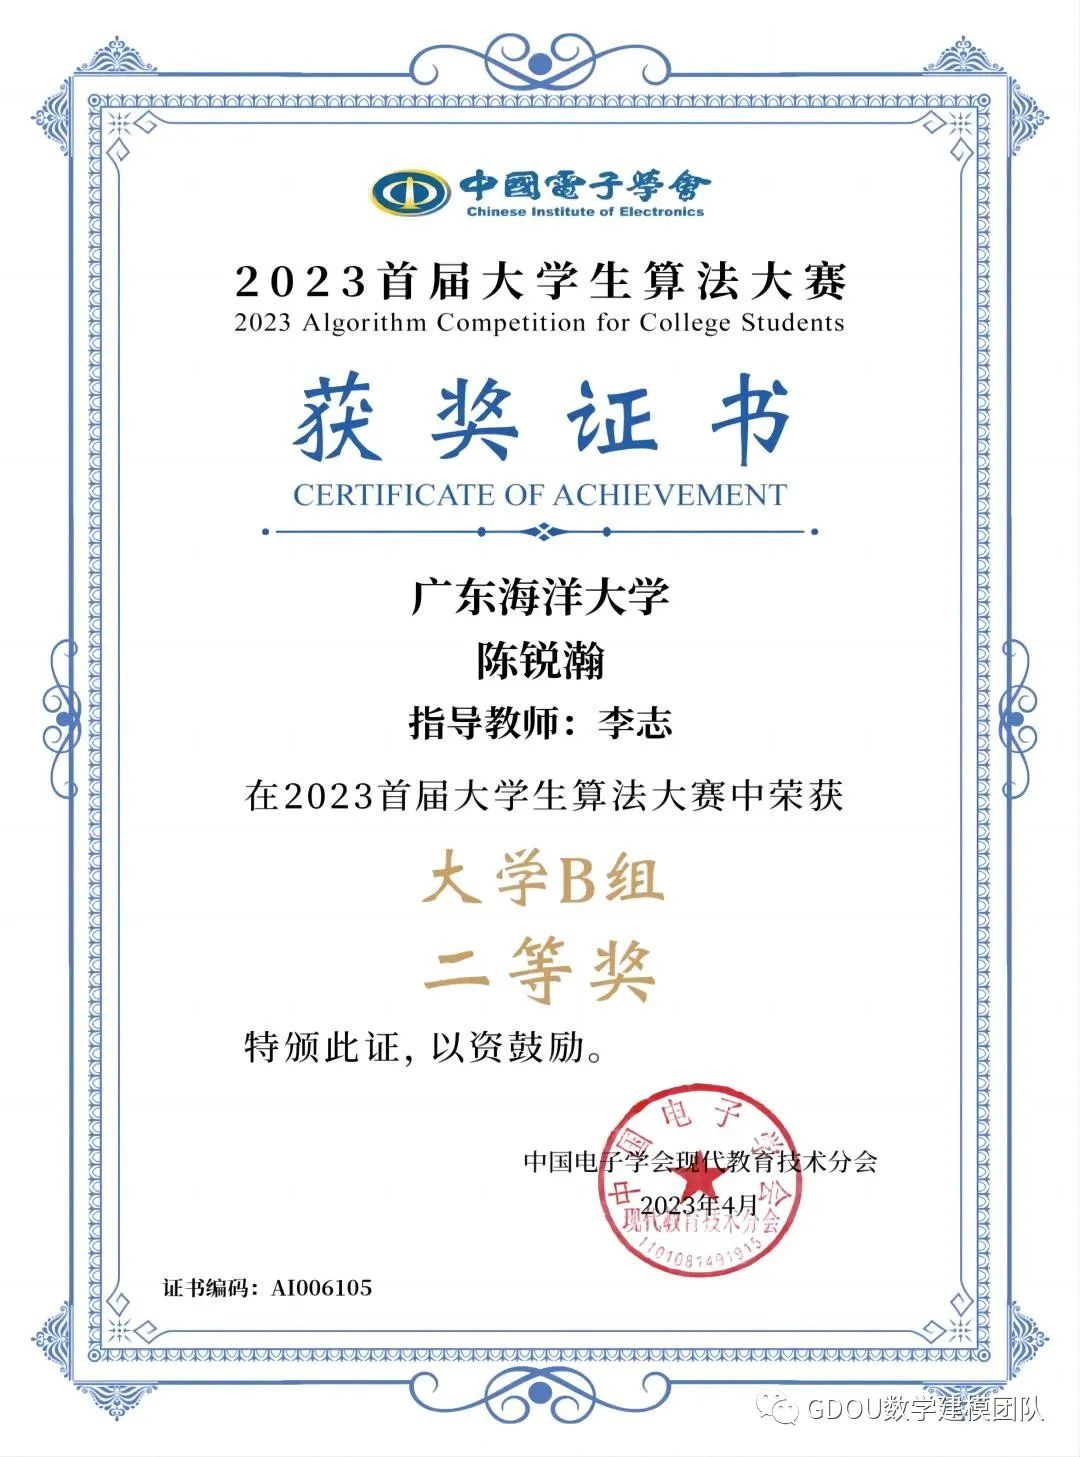 中國電子學會
Chinese Institute of Electronics
2023首届大学生算法大赛
2023 Algorithm Competition for College Students
获奖证书
CERTIFICATE OF ACHIEVEMENT
广东海洋大学
陈锐瀚
指导教师：李志
在2023首届大学生算法大赛中荣获
大学B组
二等奖
特颁此证，以资鼓励。
中国电子学会
中国电子学会现代教育技术分会
2023年4月
现代教育技术分会
1101081491915
证书编码：AI006105
GDOU数学建模团队